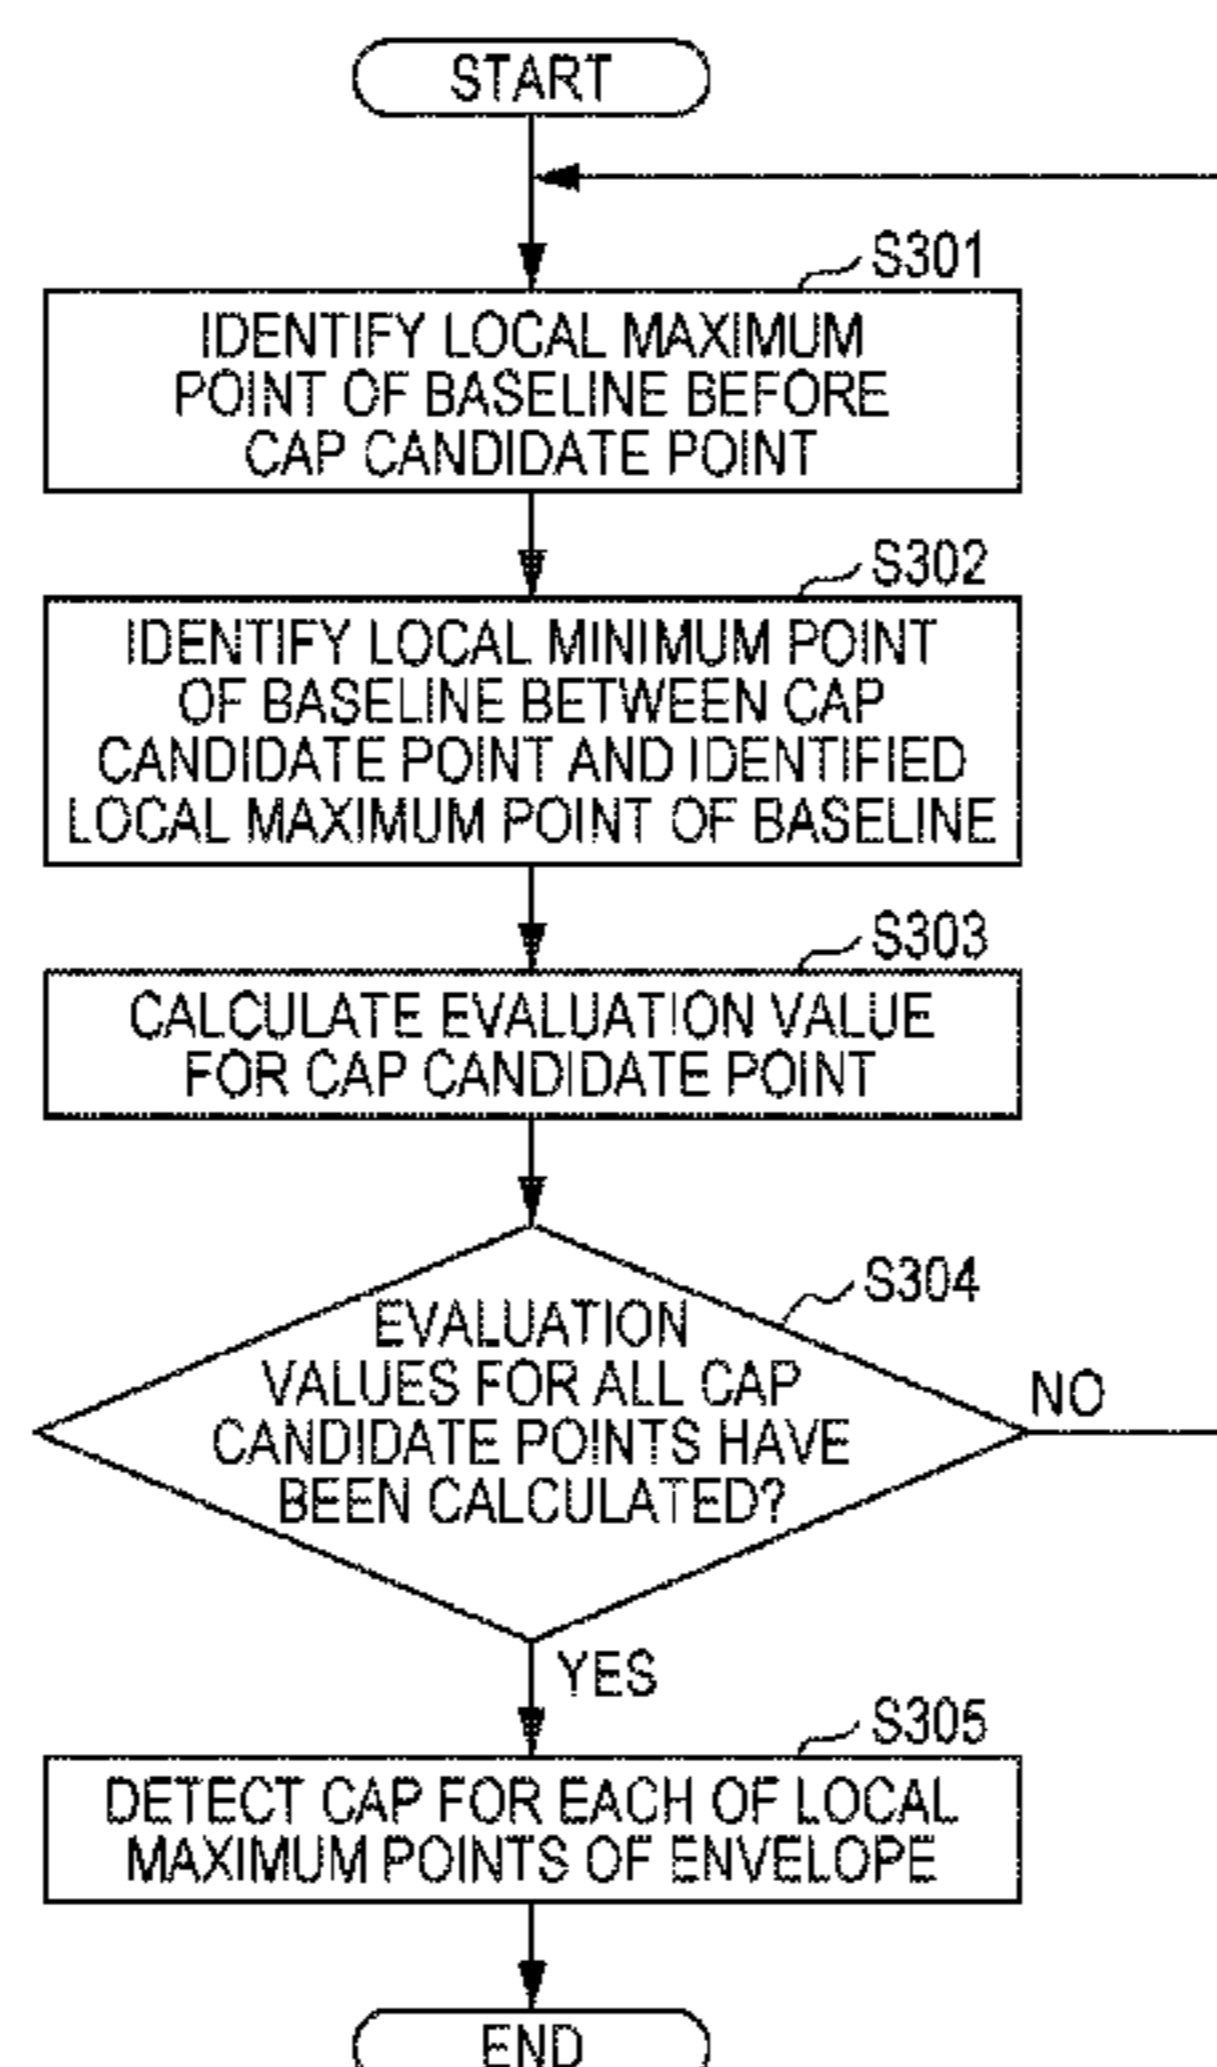 START
S301
IDENTIFY LOCAL MAXIMUM
POINT OF BASELINE BEFORE
CAP CANDIDATE POINT
S302
IDENTIFY LOCAL MINIMUM POINT
OF BASELINE BETWEEN CAP
CANDIDATE POINT AND IDENTIFIED
LOCAL MAXIMUM POINT OF BASELINE
S303
CALCULATE EVALUATION VALUE
FOR CAP CANDIDATE POINT
S304
EVALUATION
VALUES FOR ALL CAP
CANDIDATE POINTS HAVE
BEEN CALCULATED?
NO
YES
S305
DETECT CAP FOR EACH OF LOCAL
MAXIMUM POINTS OF ENVELOPE
END